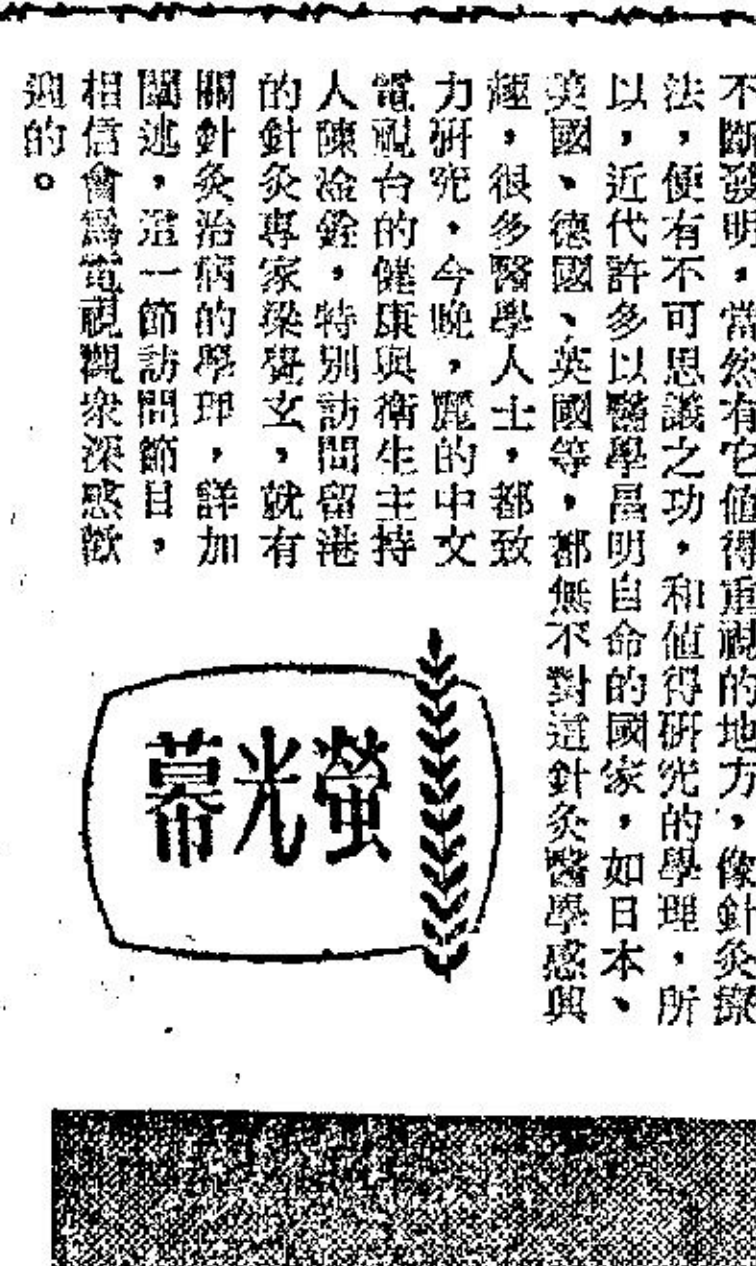 不斷發明，當然有它值得重視的地方，像針灸療
法，便有不可思議之功，和值得研究的學理，所
以，近代許多以醫學昌明自命的國家，如日本、
美國、德國、英國等，都無不對這針灸醫學感興
趣，很多醫學人士，都致
力研究，今晚，麗的中文
電視台的健康與衛生主持
人陳淦銓，特別訪問留港
的針灸專家梁覺玄，就有
關針灸治病的學理，詳加
闡述，這一節訪問節目，
相信會為電視觀衆深感歡
迎的。
螢光幕